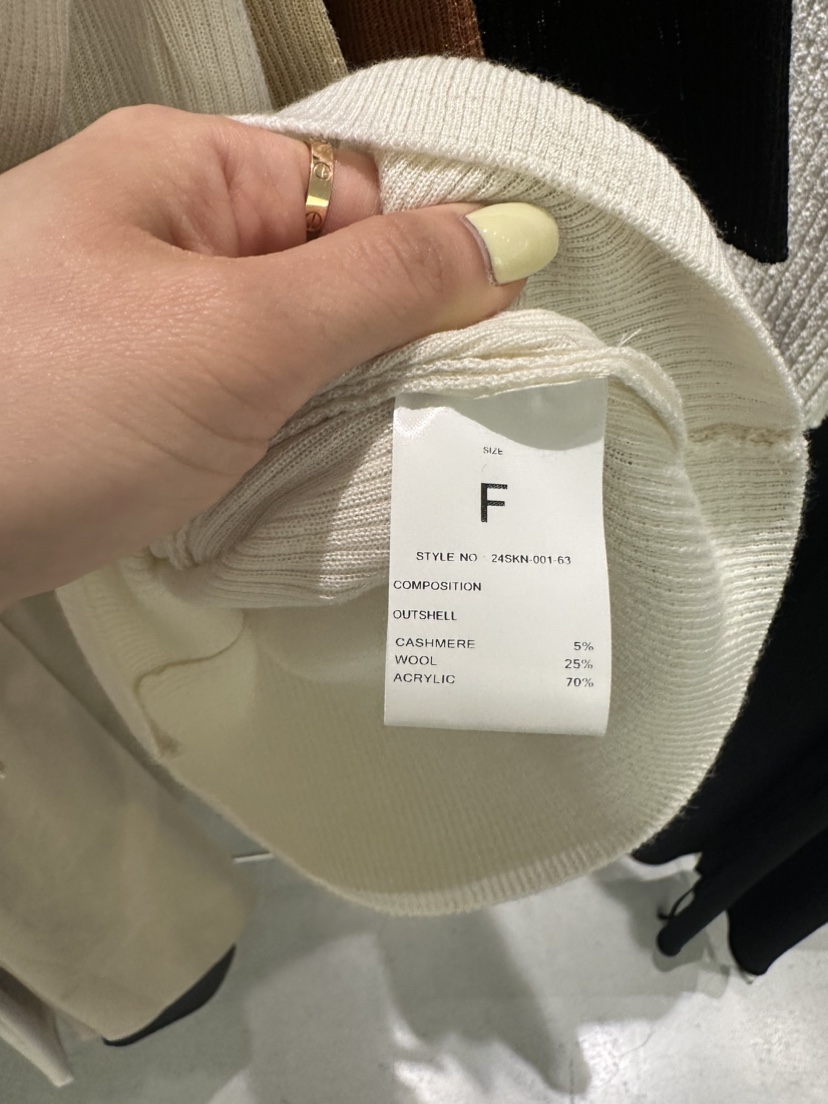 SIZE
F
STYLE NO : 24SKN-001-63
COMPOSITION
OUTSHELL
CASHMERE 5%
WOOL 25%
ACRYLIC 70%